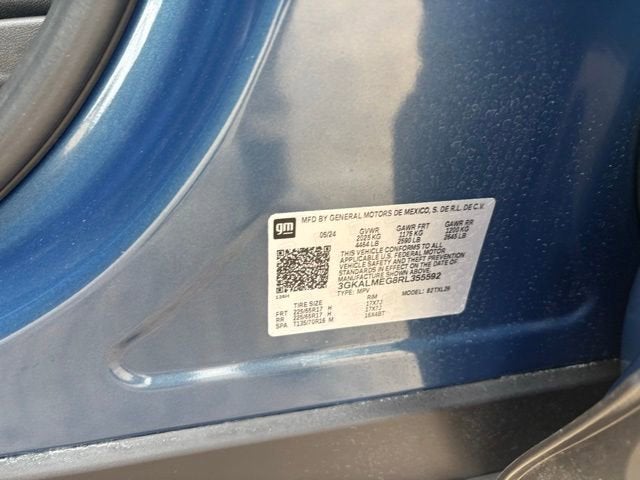 gm MFD BY GENERAL MOTORS DE MEXICO, S. DE R.L. DE C.V.
05/24 GVWR GAWR FRT GAWR RR
2025 KG 1175 KG 1200 KG
4464 LB 2590 LB 2645 LB
THIS VEHICLE CONFORMS TO ALL
APPLICABLE U.S. FEDERAL MOTOR
VEHICLE SAFETY AND THEFT PREVENTION
STANDARDS IN EFFECT ON THE DATE OF
MANUFACTURE SHOWN ABOVE.
3GKALMEG8RL355592
TYPE: MPV MODEL: 82TXL26
TIRE SIZE RIM
FRT 225/65R17 H 17X7J
RR 225/65R17 H 17X7J
SPA T135/70R16 M 16X4BT